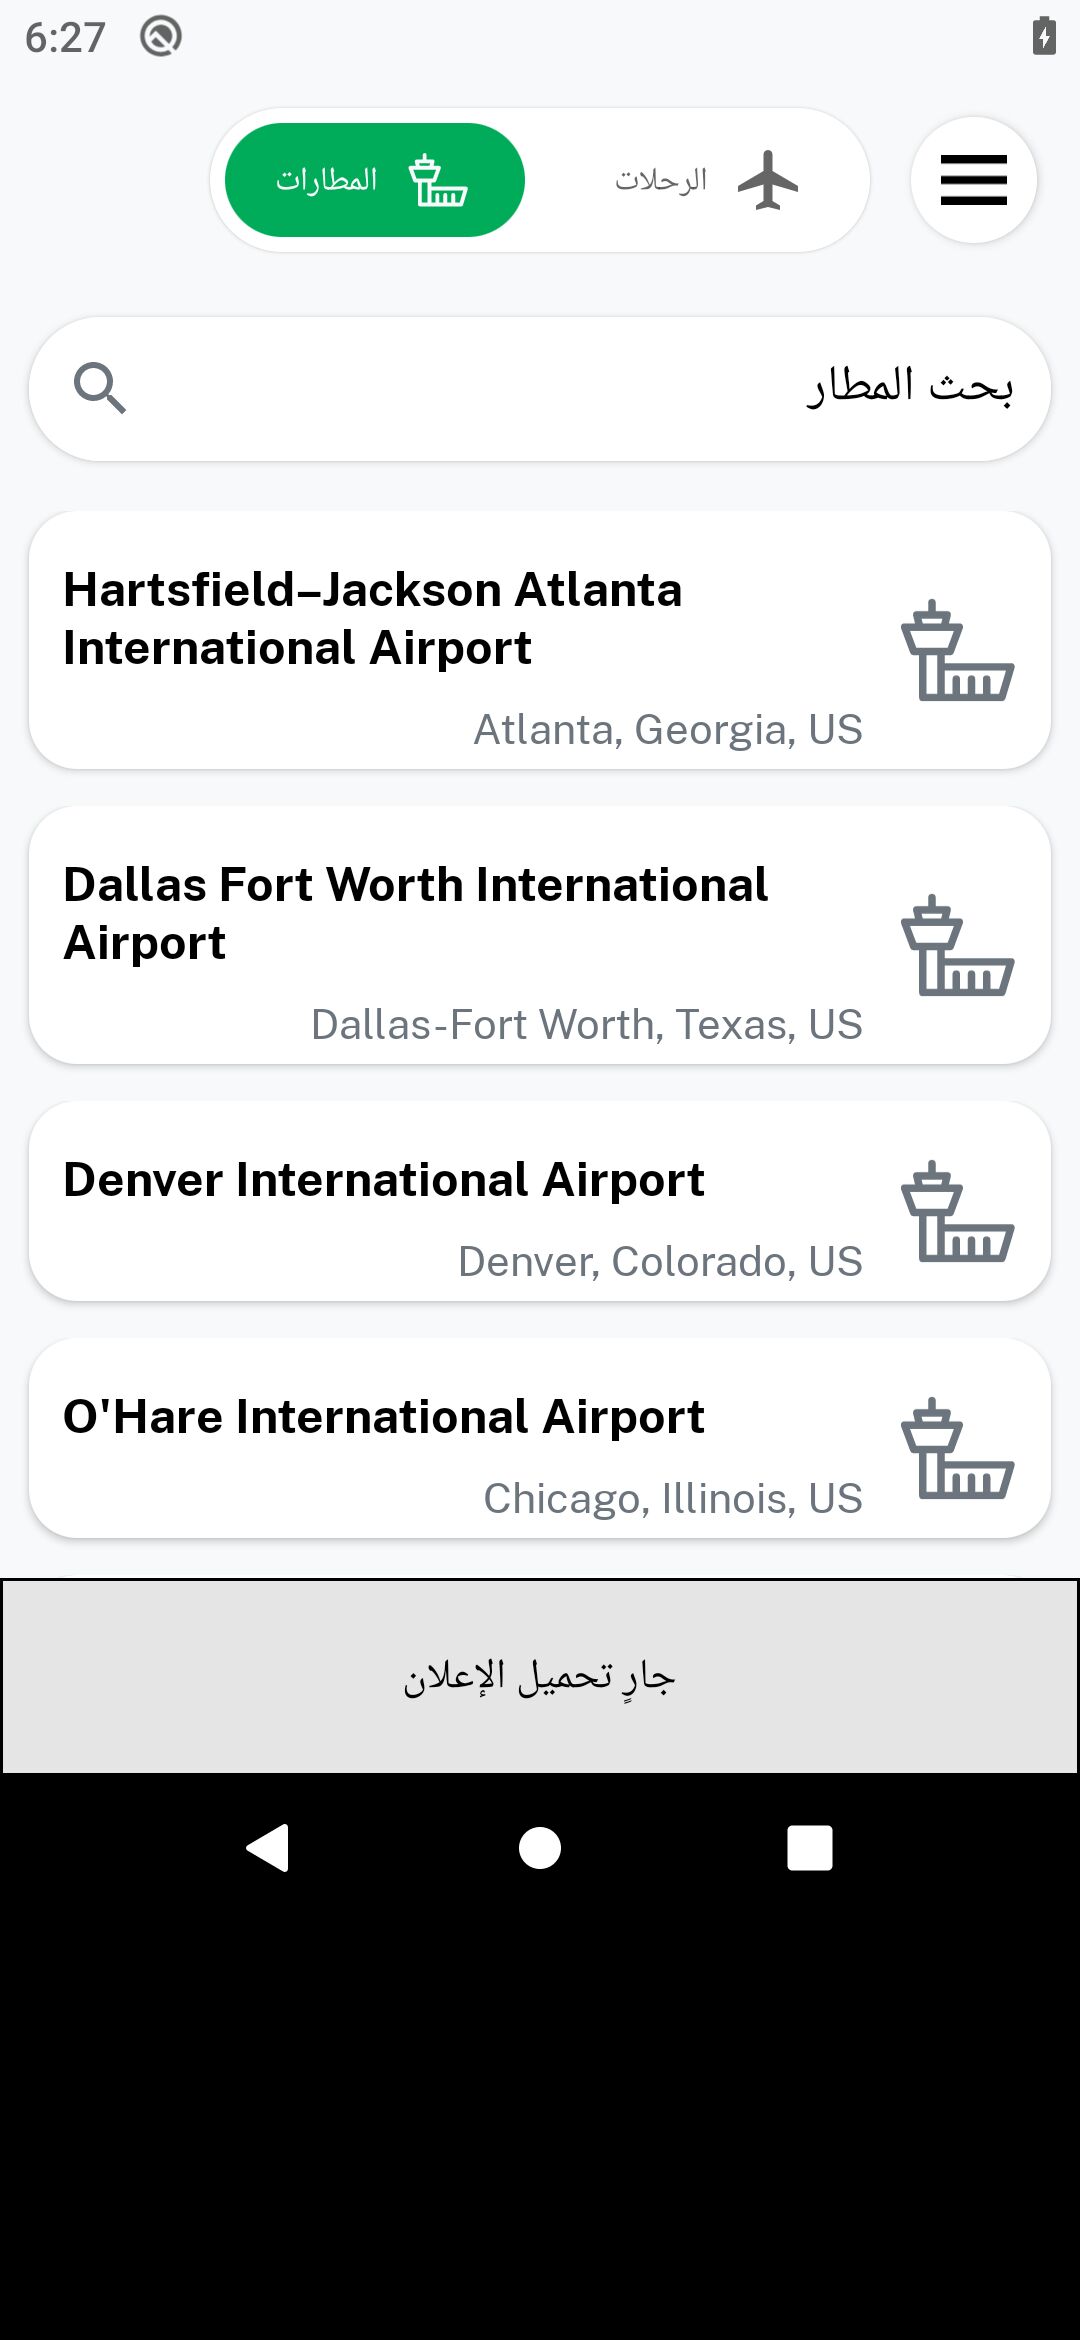 6:27
الرحلات
المطارات
بحث المطار
Hartsfield–Jackson Atlanta
International Airport
Atlanta, Georgia, US
Dallas Fort Worth International
Airport
Dallas-Fort Worth, Texas, US
Denver International Airport
Denver, Colorado, US
O'Hare International Airport
Chicago, Illinois, US
جارٍ تحميل الإعلان